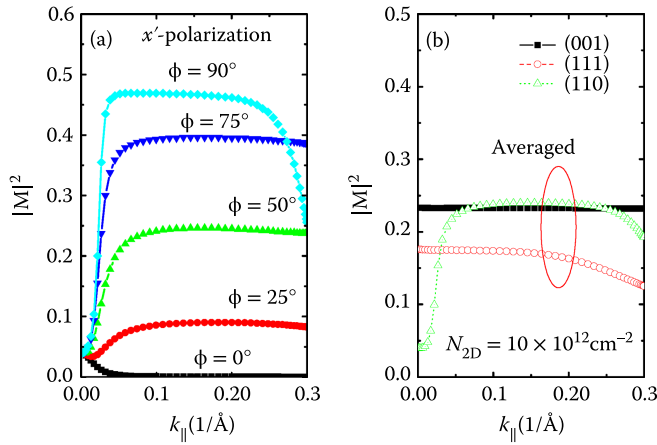 (a)
x′-polarization
ϕ = 90°
ϕ = 75°
ϕ = 50°
ϕ = 25°
ϕ = 0°
|M|²
0.6
0.5
0.4
0.3
0.2
0.1
0.0
0.00 0.10 0.20 0.3
k∥(1/Å)
(b)
(001)
(111)
(110)
Averaged
N2D = 10 × 10¹²cm⁻²
|M|²
0.5
0.4
0.3
0.2
0.1
0.0
0.00 0.10 0.20 0.30
k∥(1/Å)